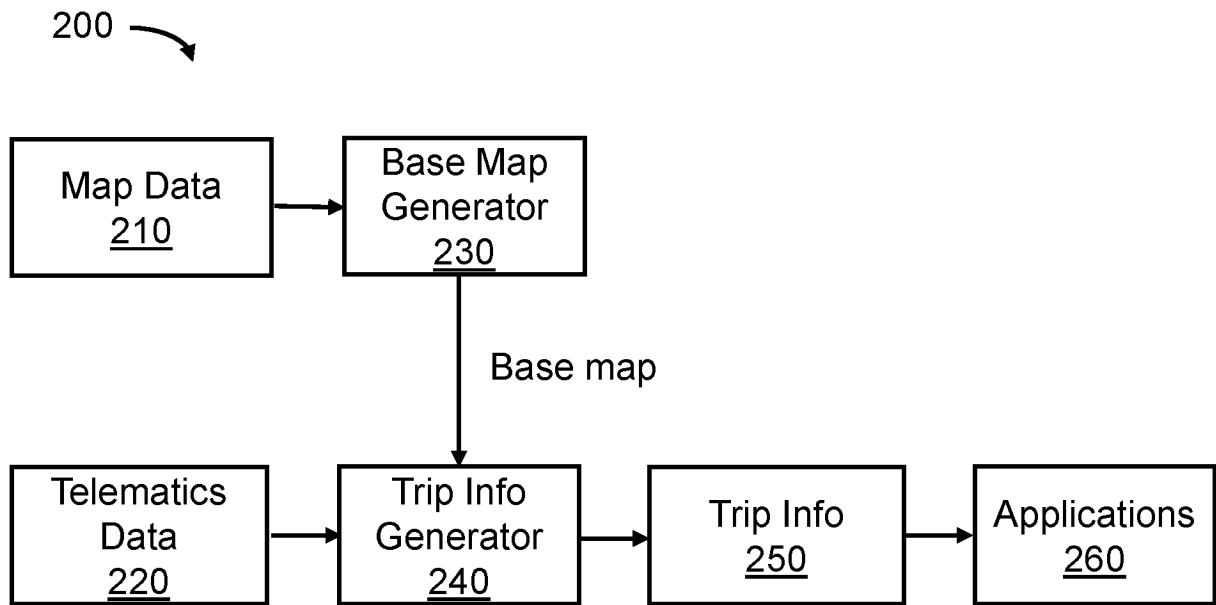 200
Map Data
210
Base Map
Generator
230
Base map
Telematics
Data
220
Trip Info
Generator
240
Trip Info
250
Applications
260